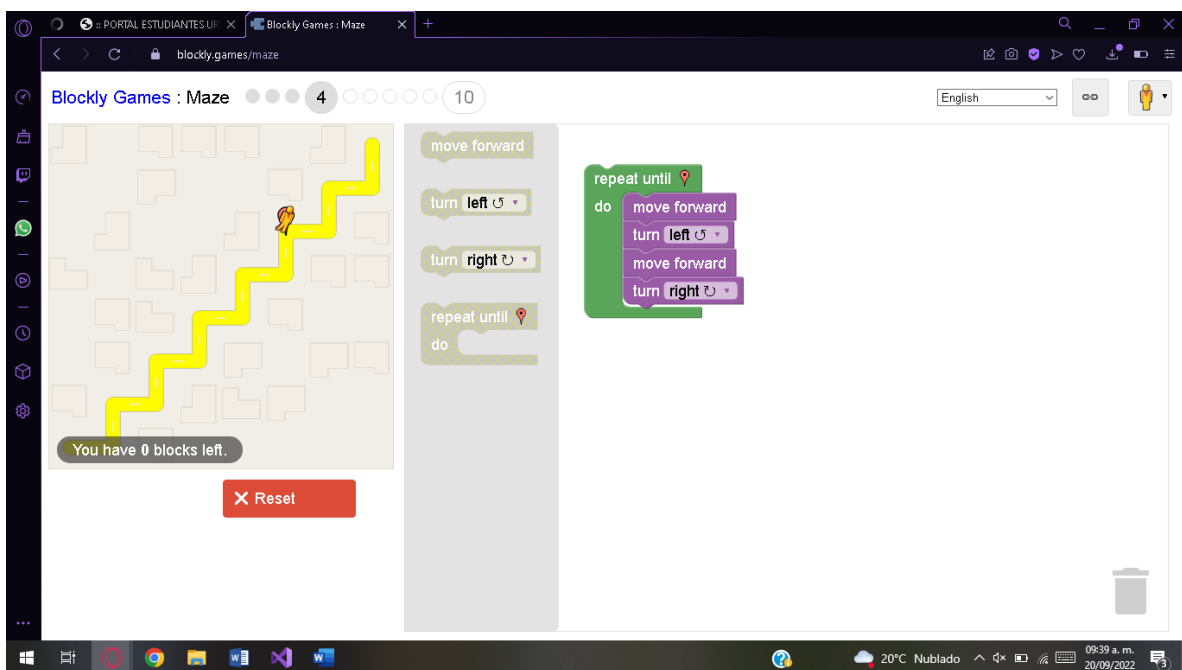 :: PORTAL ESTUDIANTES UR
Blockly Games : Maze
blockly.games/maze
Blockly Games : Maze 4 10
English
move forward
turn left
turn right
repeat until
do
repeat until
do move forward
turn left
move forward
turn right
You have 0 blocks left.
Reset
20°C Nublado
09:39 a. m.
20/09/2022
3